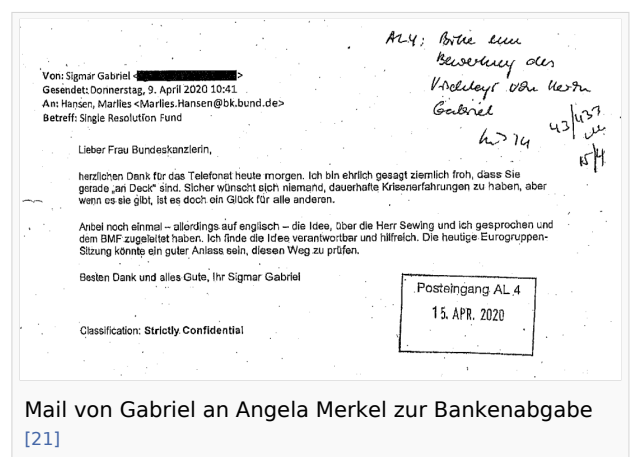 AL4; Bitte um
Bewertung des
Vorschlags von Herrn
Gabriel
43/433
14
15/4
Von: Sigmar Gabriel < >
Gesendet: Donnerstag, 9. April 2020 10:41
An: Hansen, Marlies <Marlies.Hansen@bk.bund.de>
Betreff: Single Resolution Fund
Lieber Frau Bundeskanzlerin,
herzlichen Dank für das Telefonat heute morgen. Ich bin ehrlich gesagt ziemlich froh, dass Sie
gerade „an Deck“ sind. Sicher wünscht sich niemand, dauerhafte Krisenerfahrungen zu haben, aber
wenn es sie gibt, ist es doch ein Glück für alle anderen.
Anbei noch einmal – allerdings auf englisch – die Idee, über die Herr Sewing und ich gesprochen und
dem BMF zugeleitet haben. Ich finde die Idee verantwortbar und hilfreich. Die heutige Eurogruppen-
Sitzung könnte ein guter Anlass sein, diesen Weg zu prüfen.
Besten Dank und alles Gute, Ihr Sigmar Gabriel
Posteingang AL 4
15. APR. 2020
Classification: Strictly Confidential
Mail von Gabriel an Angela Merkel zur Bankenabgabe
[21]